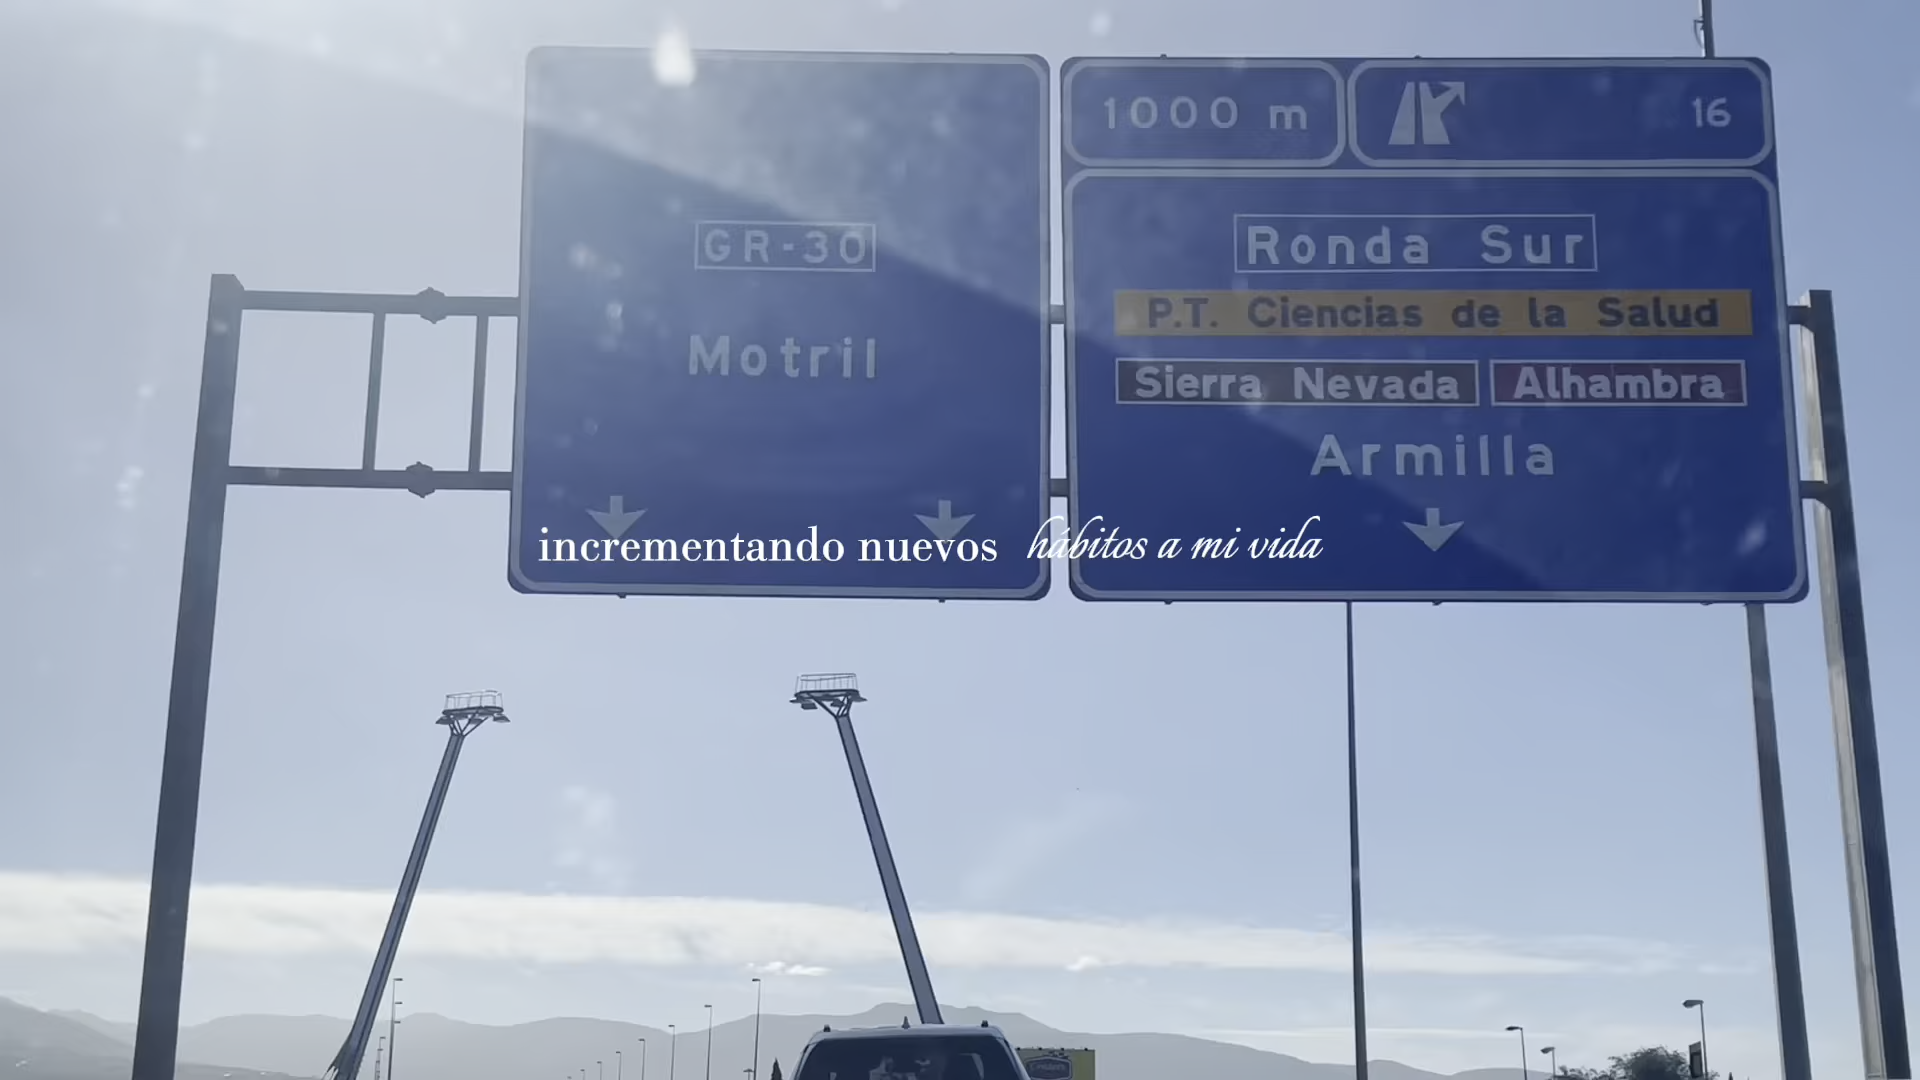 GR-30
Motril
1000 m
16
Ronda Sur
P.T. Ciencias de la Salud
Sierra Nevada
Alhambra
Armilla
incrementando nuevos hábitos a mi vida